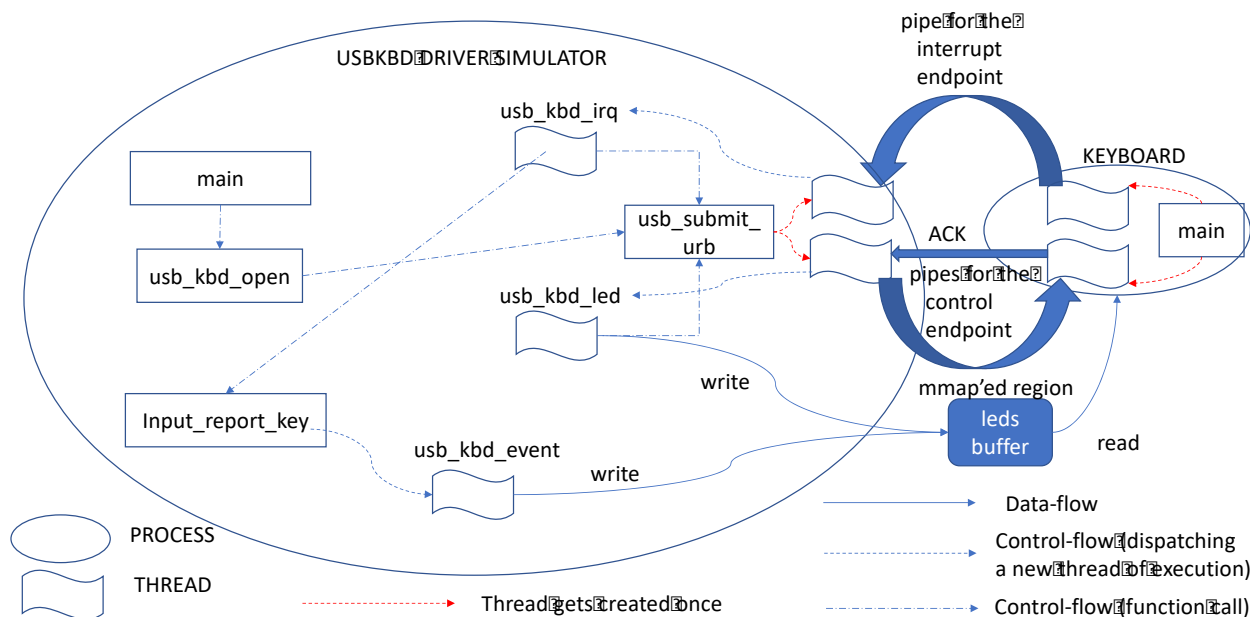 pipe for the
interrupt
endpoint
USBKBD DRIVER SIMULATOR
usb_kbd_irq
KEYBOARD
main
usb_submit_
urb
main
ACK
usb_kbd_open
pipes for the
control
endpoint
usb_kbd_led
write
mmap’ed region
leds
buffer
Input_report_key
read
usb_kbd_event
write
Data-flow
PROCESS
Control-flow (dispatching
a new thread of execution)
THREAD
Thread gets created once
Control-flow (function call)